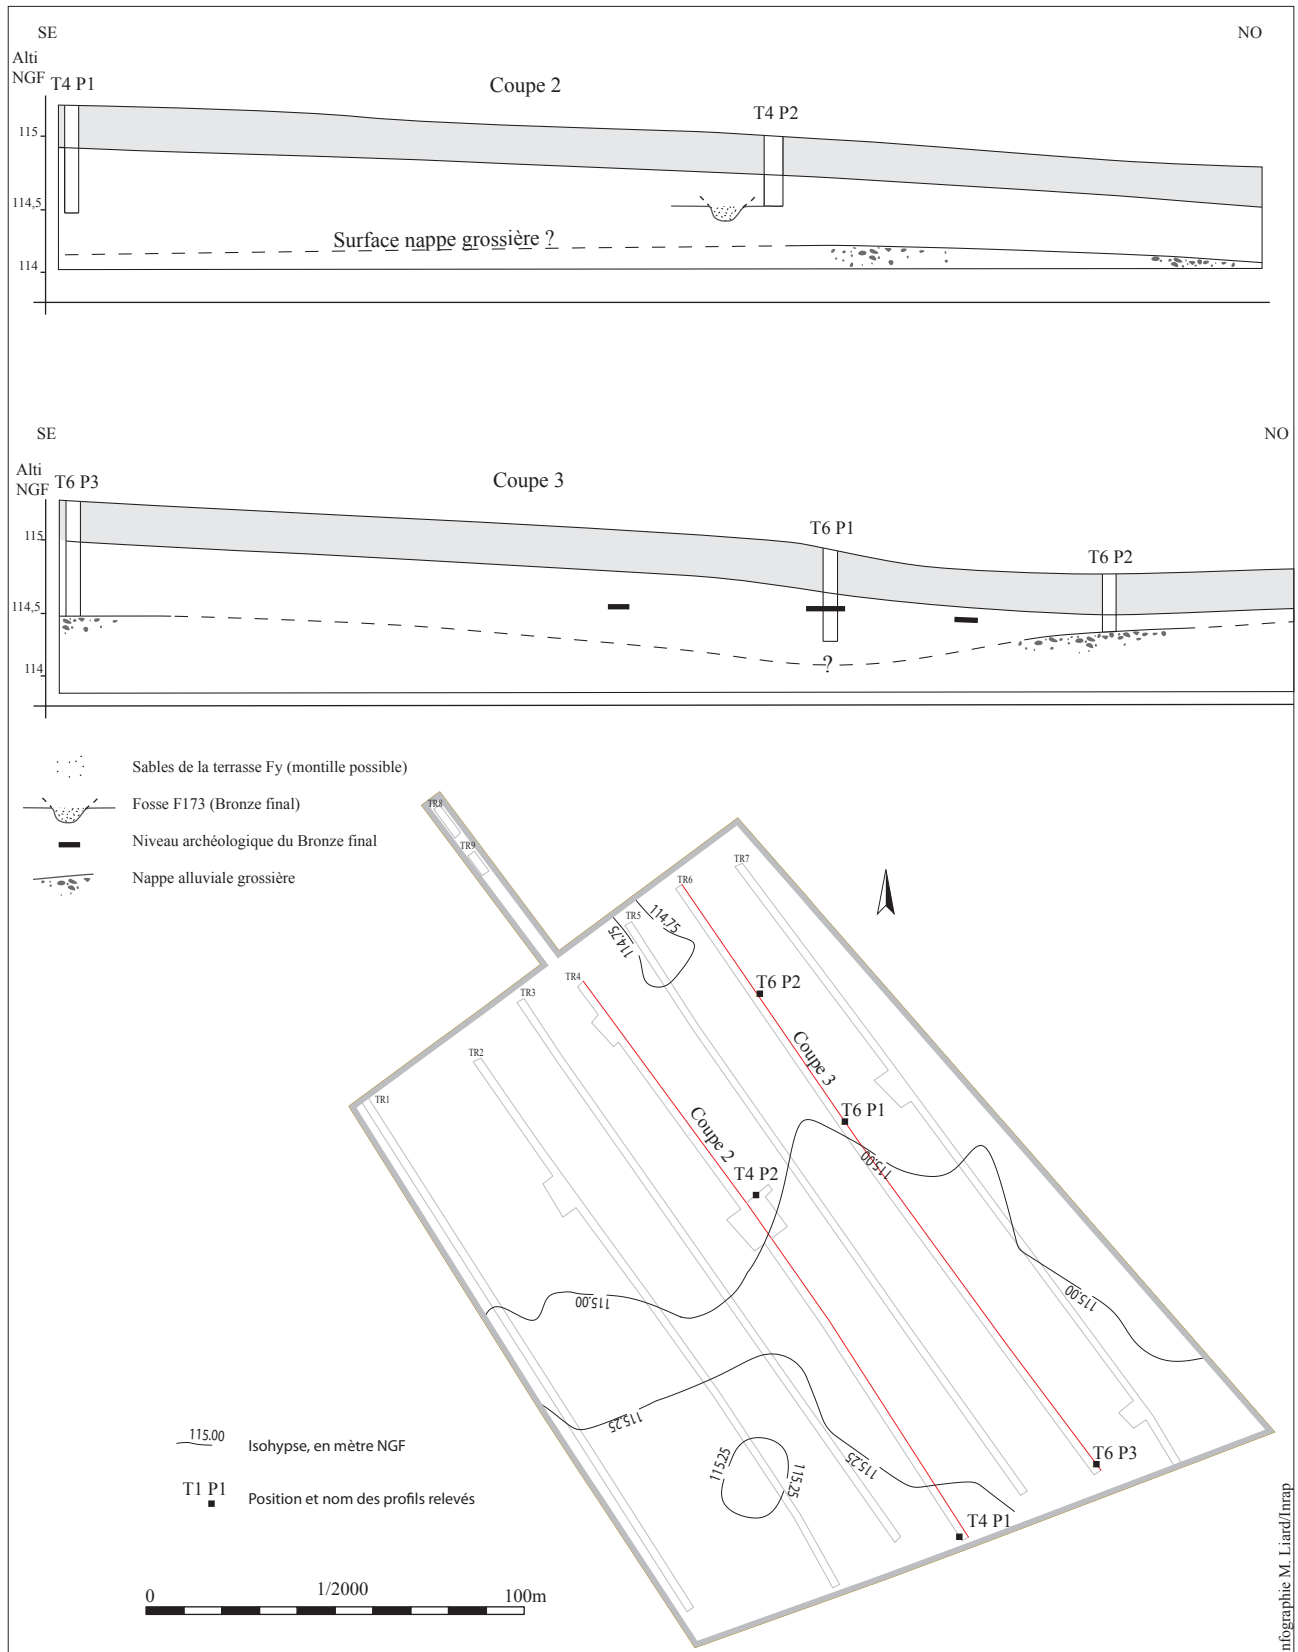 SE
NO
Alti
NGF
T4 P1
Coupe 2
T4 P2
115
114,5
Surface nappe grossière ?
114
SE
NO
Alti
NGF
T6 P3
Coupe 3
T6 P1
T6 P2
115
114,5
?
114
Sables de la terrasse Fy (montille possible)
Fosse F173 (Bronze final)
Niveau archéologique du Bronze final
Nappe alluviale grossière
TR8
TR9
TR7
TR6
TR5
114.75
114.75
TR4
TR3
TR2
TR1
T6 P2
Coupe 3
T6 P1
Coupe 2
115.00
T4 P2
115.00
115.00
115.25
115.25
115.25
115.25
T6 P3
T4 P1
115.00
Isohypse, en mètre NGF
T1 P1
Position et nom des profils relevés
0
1/2000
100m
nfographie M. Liard/Inrap